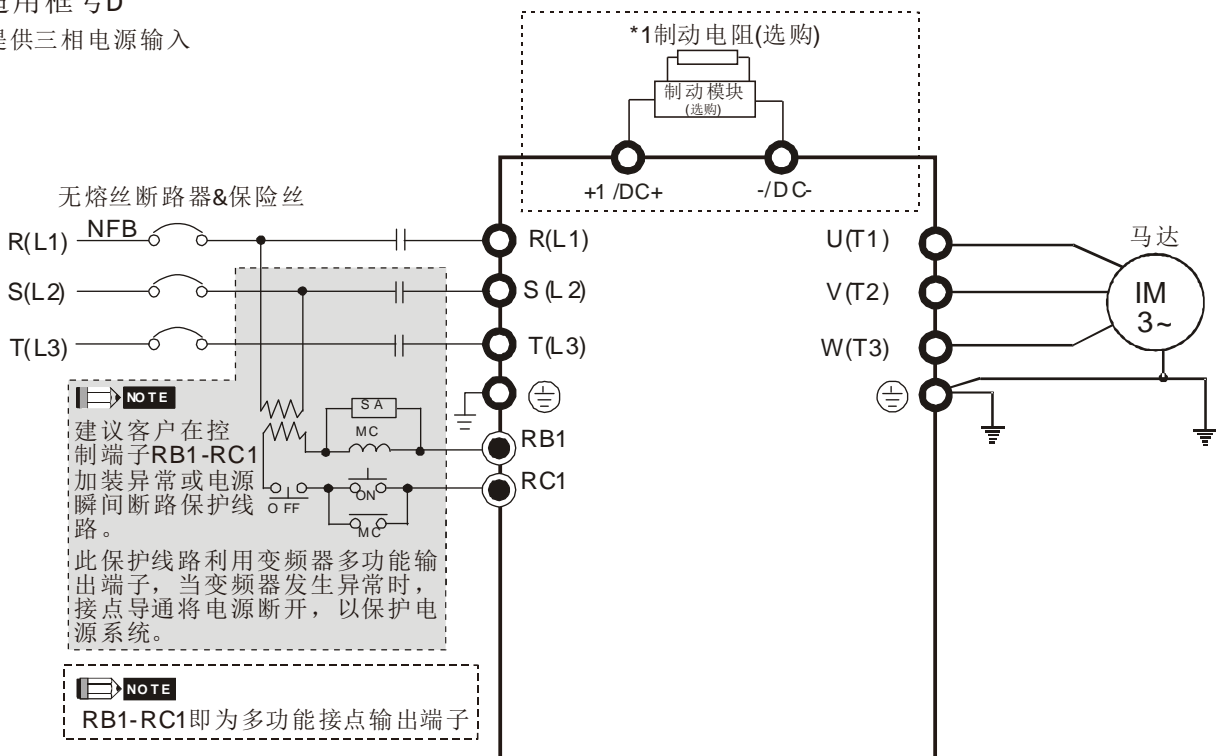 适用框号D
提供三相电源输入
*1制动电阻(选购)
制动模块
(选购)
+1/DC+
-/DC-
无熔丝断路器&保险丝
NFB
R(L1)
R(L1)
U(T1)
马达
S(L2)
S(L2)
V(T2)
IM
3~
T(L3)
T(L3)
W(T3)
NOTE
建议客户在控
制端子RB1-RC1
加装异常或电源
瞬间断路保护线
路。
此保护线路利用变频器多功能输
出端子，当变频器发生异常时，
接点导通将电源断开，以保护电
源系统。
SA
MC
RB1
RC1
OFF
ON
MC
NOTE
RB1-RC1即为多功能接点输出端子